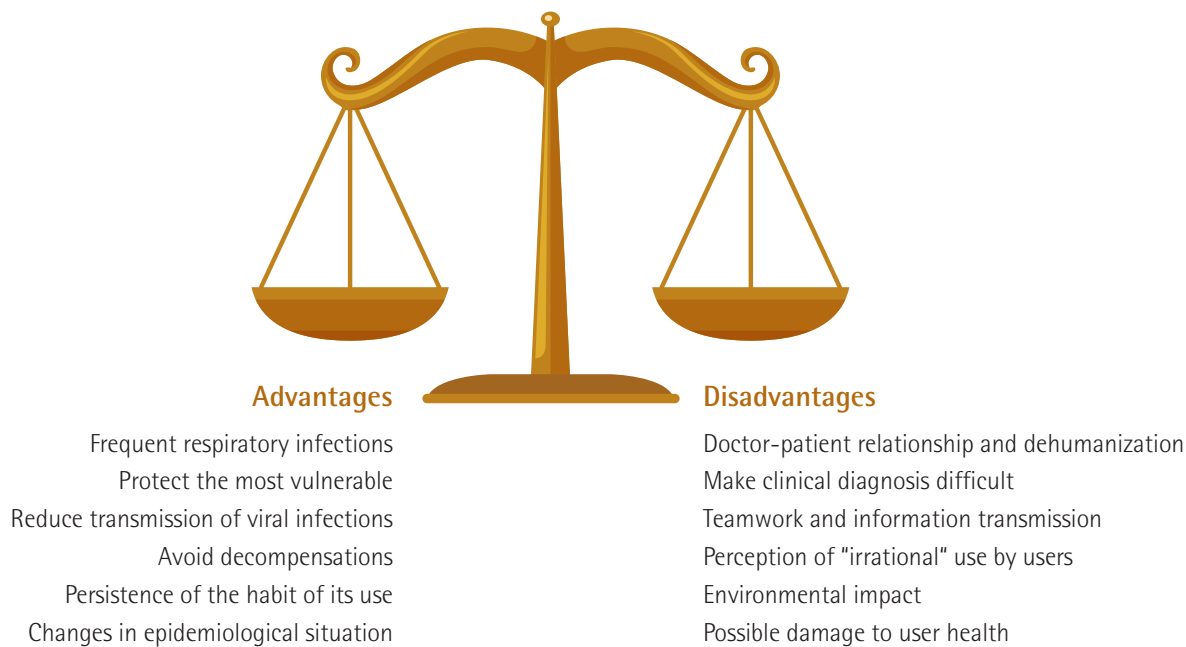 Advantages
Frequent respiratory infections
Protect the most vulnerable
Reduce transmission of viral infections
Avoid decompensations
Persistence of the habit of its use
Changes in epidemiological situation
Disadvantages
Doctor-patient relationship and dehumanization
Make clinical diagnosis difficult
Teamwork and information transmission
Perception of "irrational" use by users
Environmental impact
Possible damage to user health